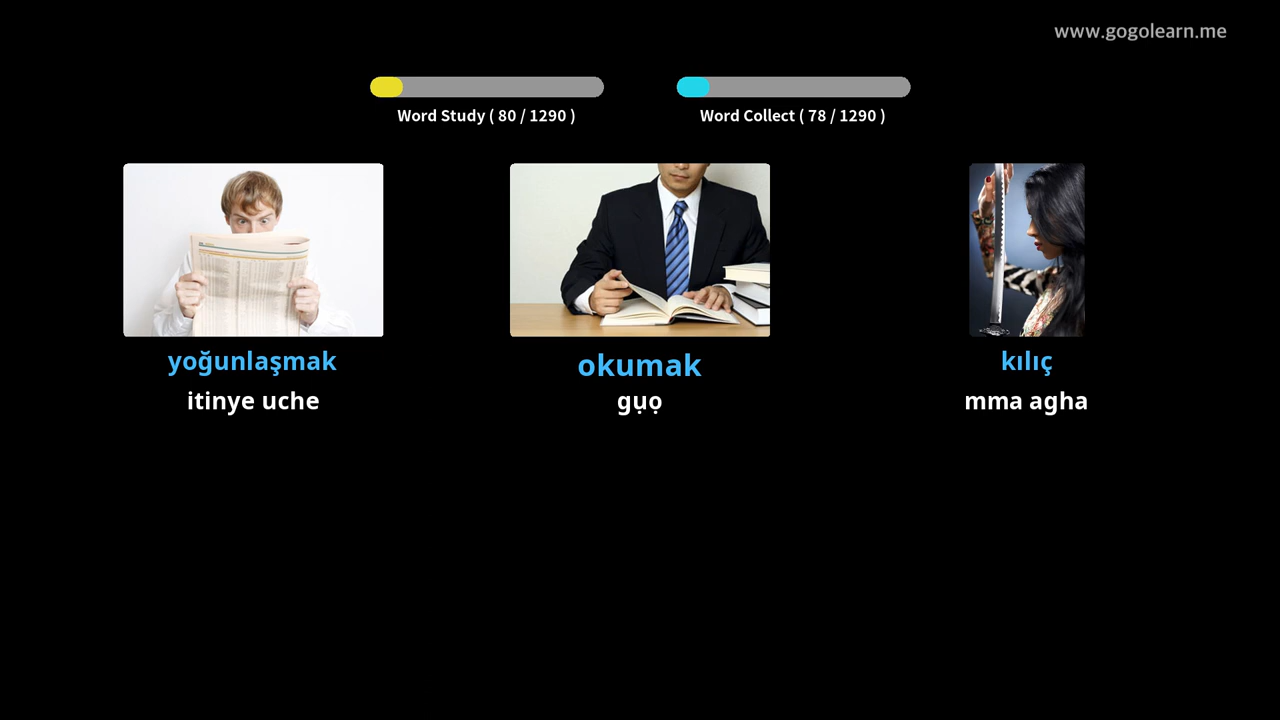 www.gogolearn.me
Word Study ( 80 / 1290 )
Word Collect ( 78 / 1290 )
yoğunlaşmak
itinye uche
okumak
gụọ
kılıç
mma agha